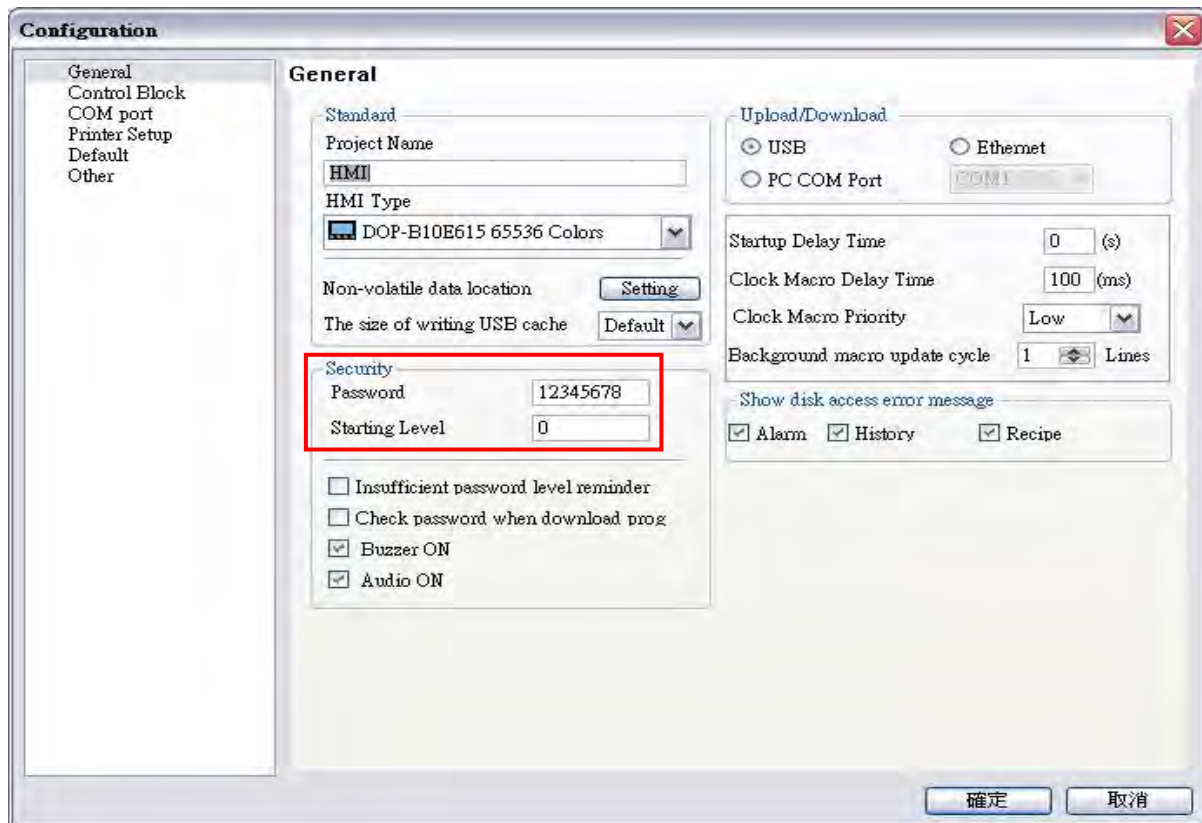 Configuration
General
Control Block
COM port
Printer Setup
Default
Other
General
Standard
Project Name
HMI
HMI Type
DOP-B10E615 65536 Colors
Non-volatile data location
Setting
The size of writing USB cache
Default
Security
Password
12345678
Starting Level
0
Insufficient password level reminder
Check password when download prog
Buzzer ON
Audio ON
Upload/Download
USB
Ethernet
PC COM Port
COM1
Startup Delay Time
0
(s)
Clock Macro Delay Time
100
(ms)
Clock Macro Priority
Low
Background macro update cycle
1
Lines
Show disk access error message
Alarm
History
Recipe
確定
取消